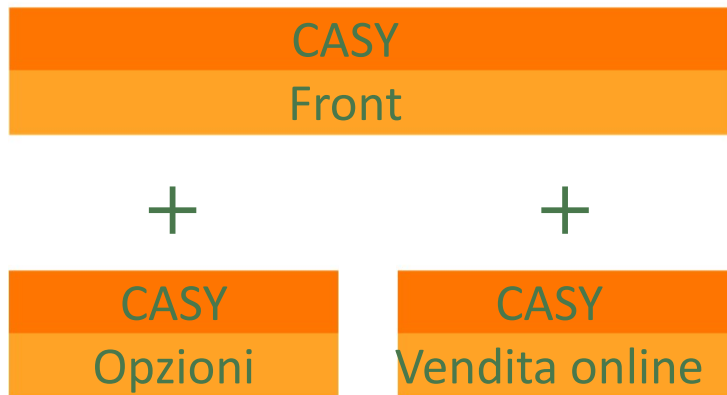 CASY
Front
+ +
CASY CASY
Opzioni Vendita online